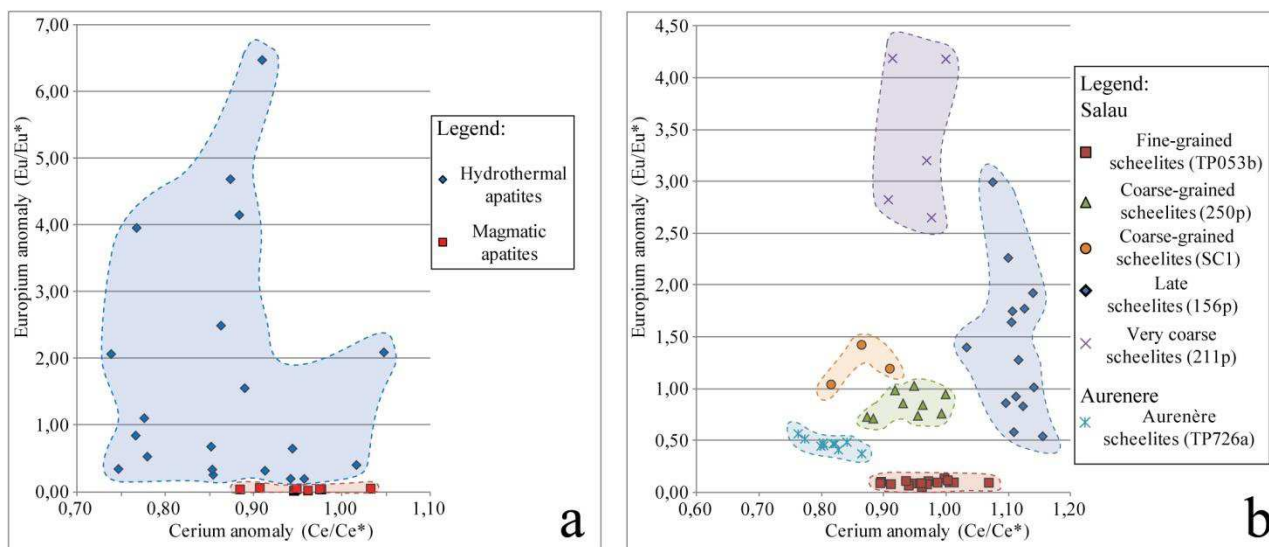 7,00
6,00
5,00
4,00
3,00
2,00
1,00
0,00
Europium anomaly (Eu/Eu*)
0,70
0,80
0,90
1,00
1,10
Cerium anomaly (Ce/Ce*)
Legend:
Hydrothermal
apatites
Magmatic
apatites
a
4,50
4,00
3,50
3,00
2,50
2,00
1,50
1,00
0,50
0,00
Europium anomaly (Eu/Eu*)
0,60
0,70
0,80
0,90
1,00
1,10
1,20
Cerium anomaly (Ce/Ce*)
Legend:
Salau
Fine-grained
scheelites (TP053b)
Coarse-grained
scheelites (250p)
Coarse-grained
scheelites (SC1)
Late
scheelites (156p)
Very coarse
scheelites (211p)
Aurenere
Aurenère
scheelites (TP726a)
b